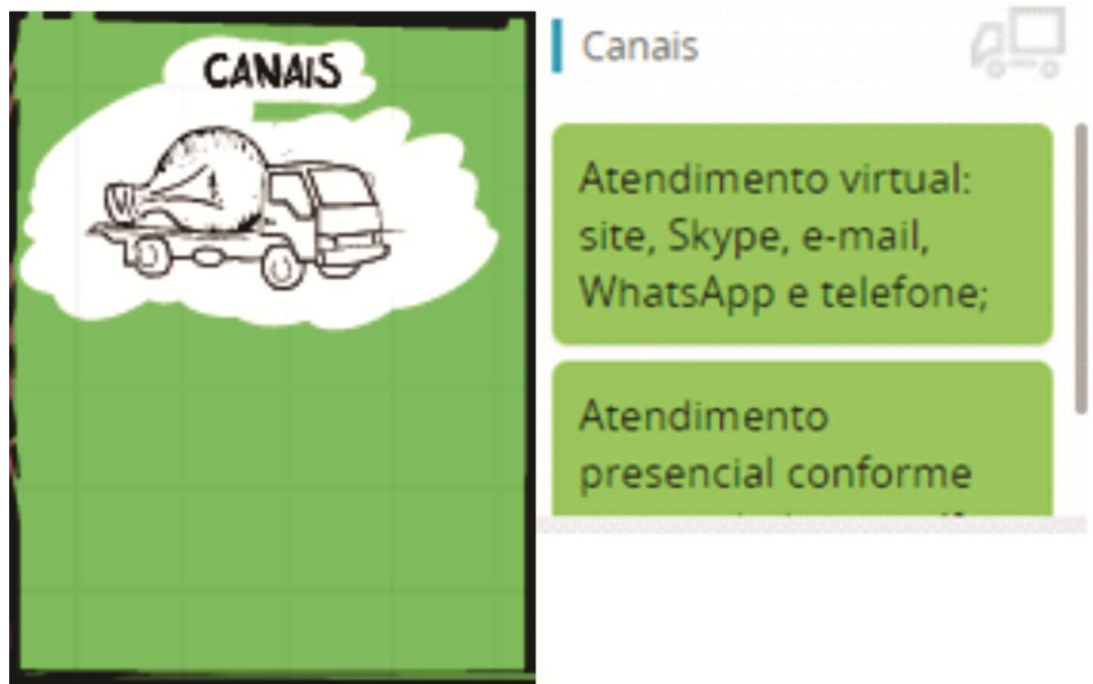 CANAIS
Canais
Atendimento virtual:
site, Skype, e-mail,
WhatsApp e telefone;
Atendimento
presencial conforme